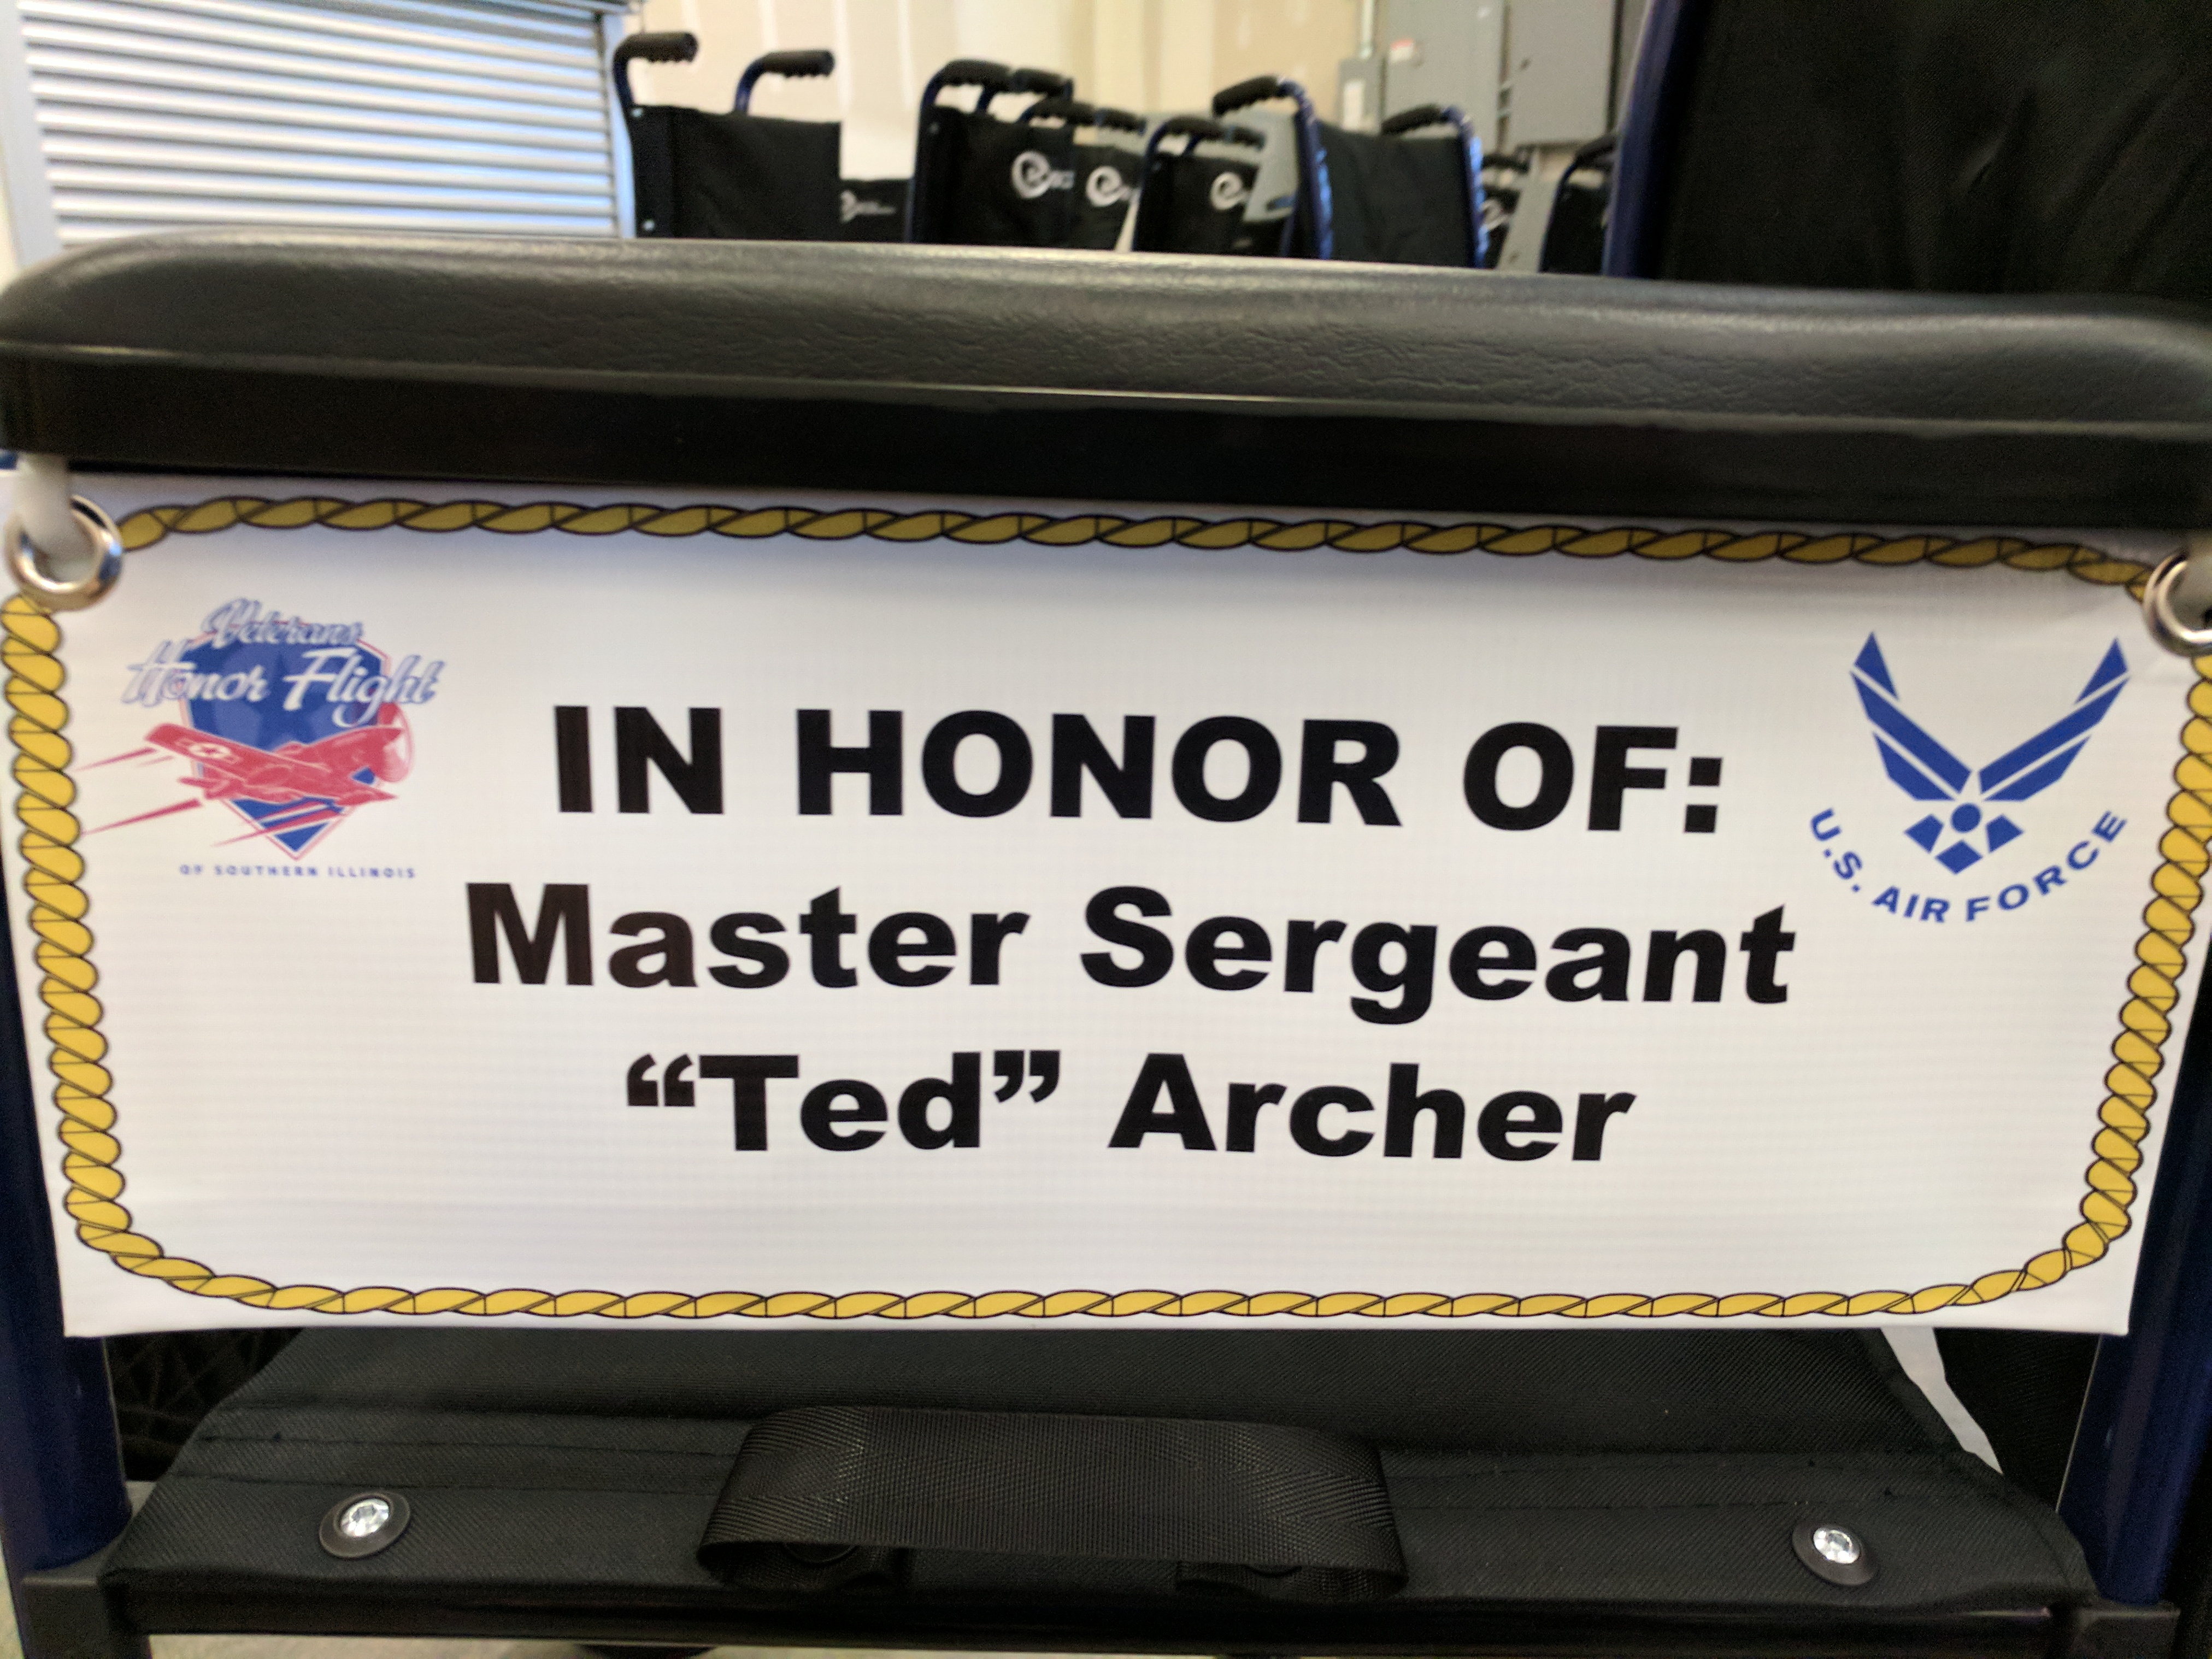 Veterans
Honor Flight
OF SOUTHERN ILLINOIS
IN HONOR OF:
Master Sergeant
“Ted” Archer
U.S. AIR FORCE